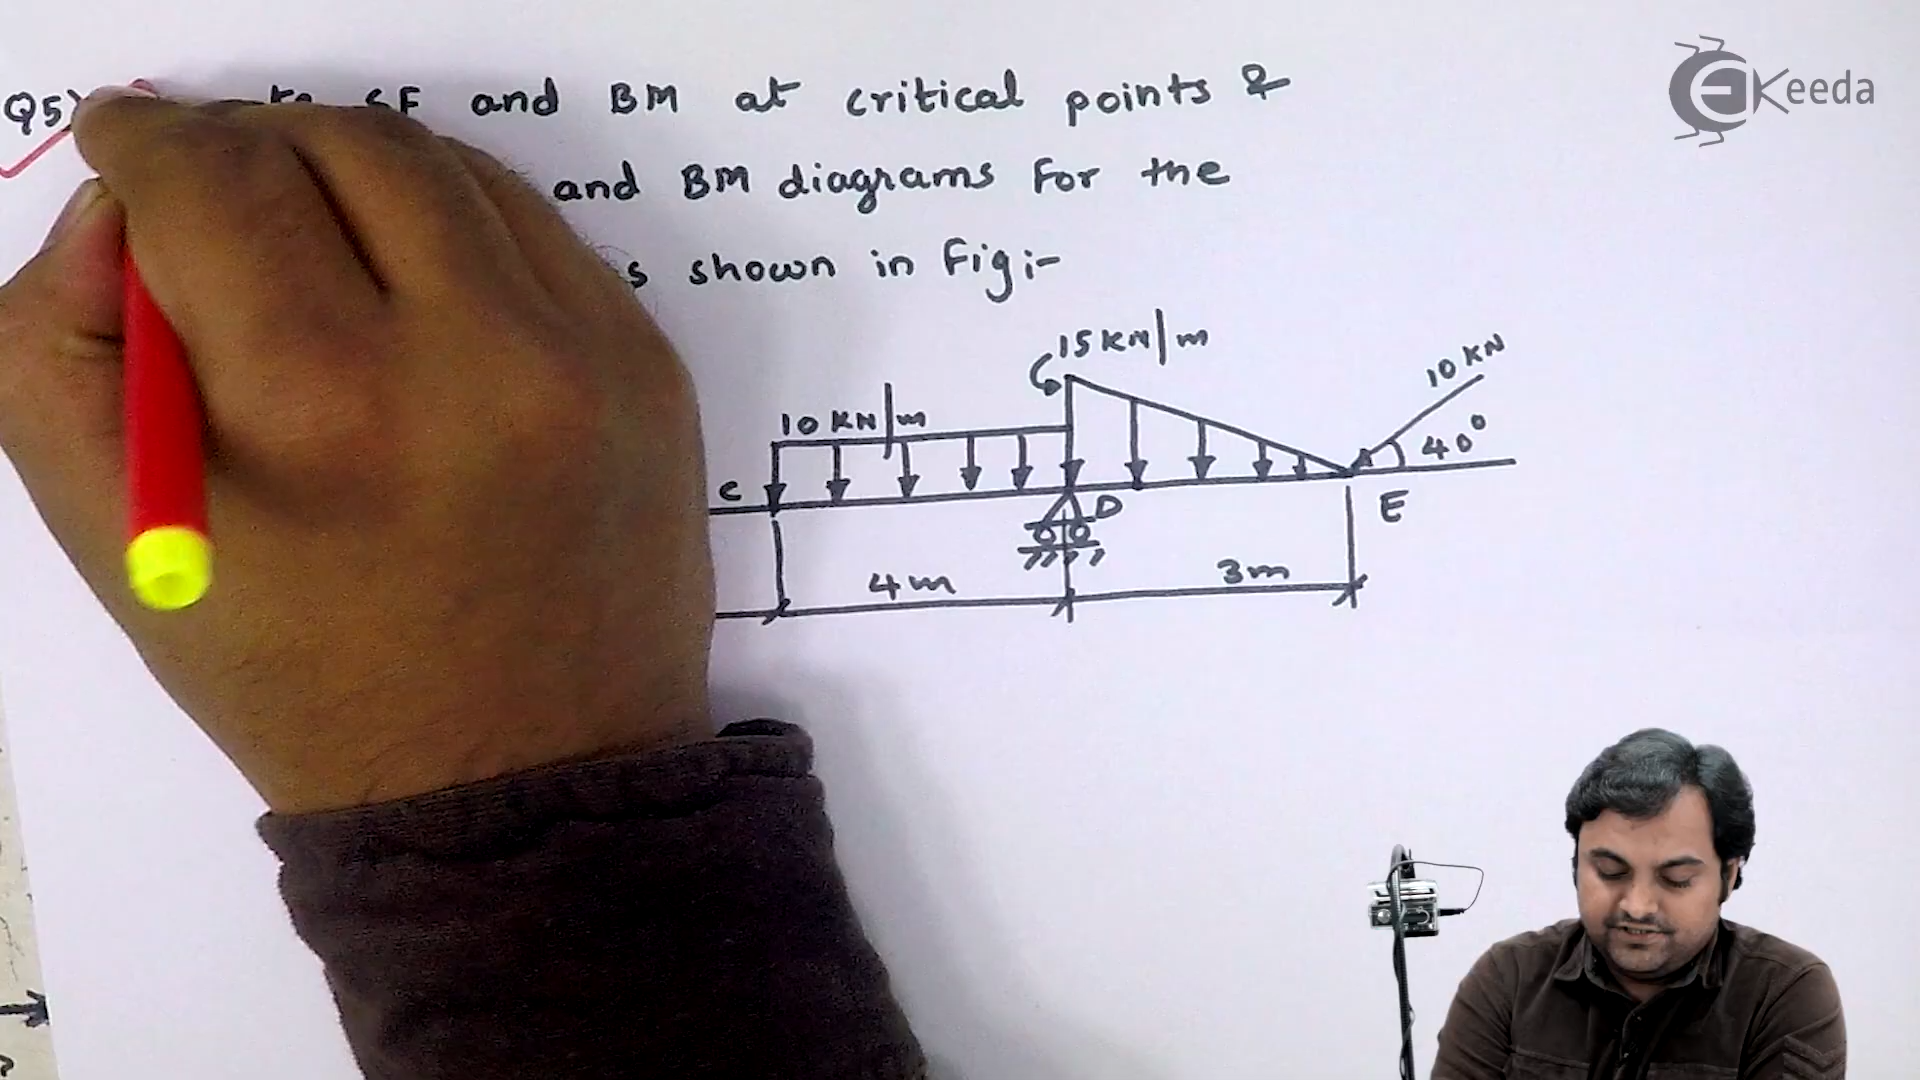 Q5) SF and BM at critical points &
and BM diagrams For the
shown in Fig:-
15 KN/m
10 KN
10 KN/m
40°
C
D
E
4m
3m
EKeeda